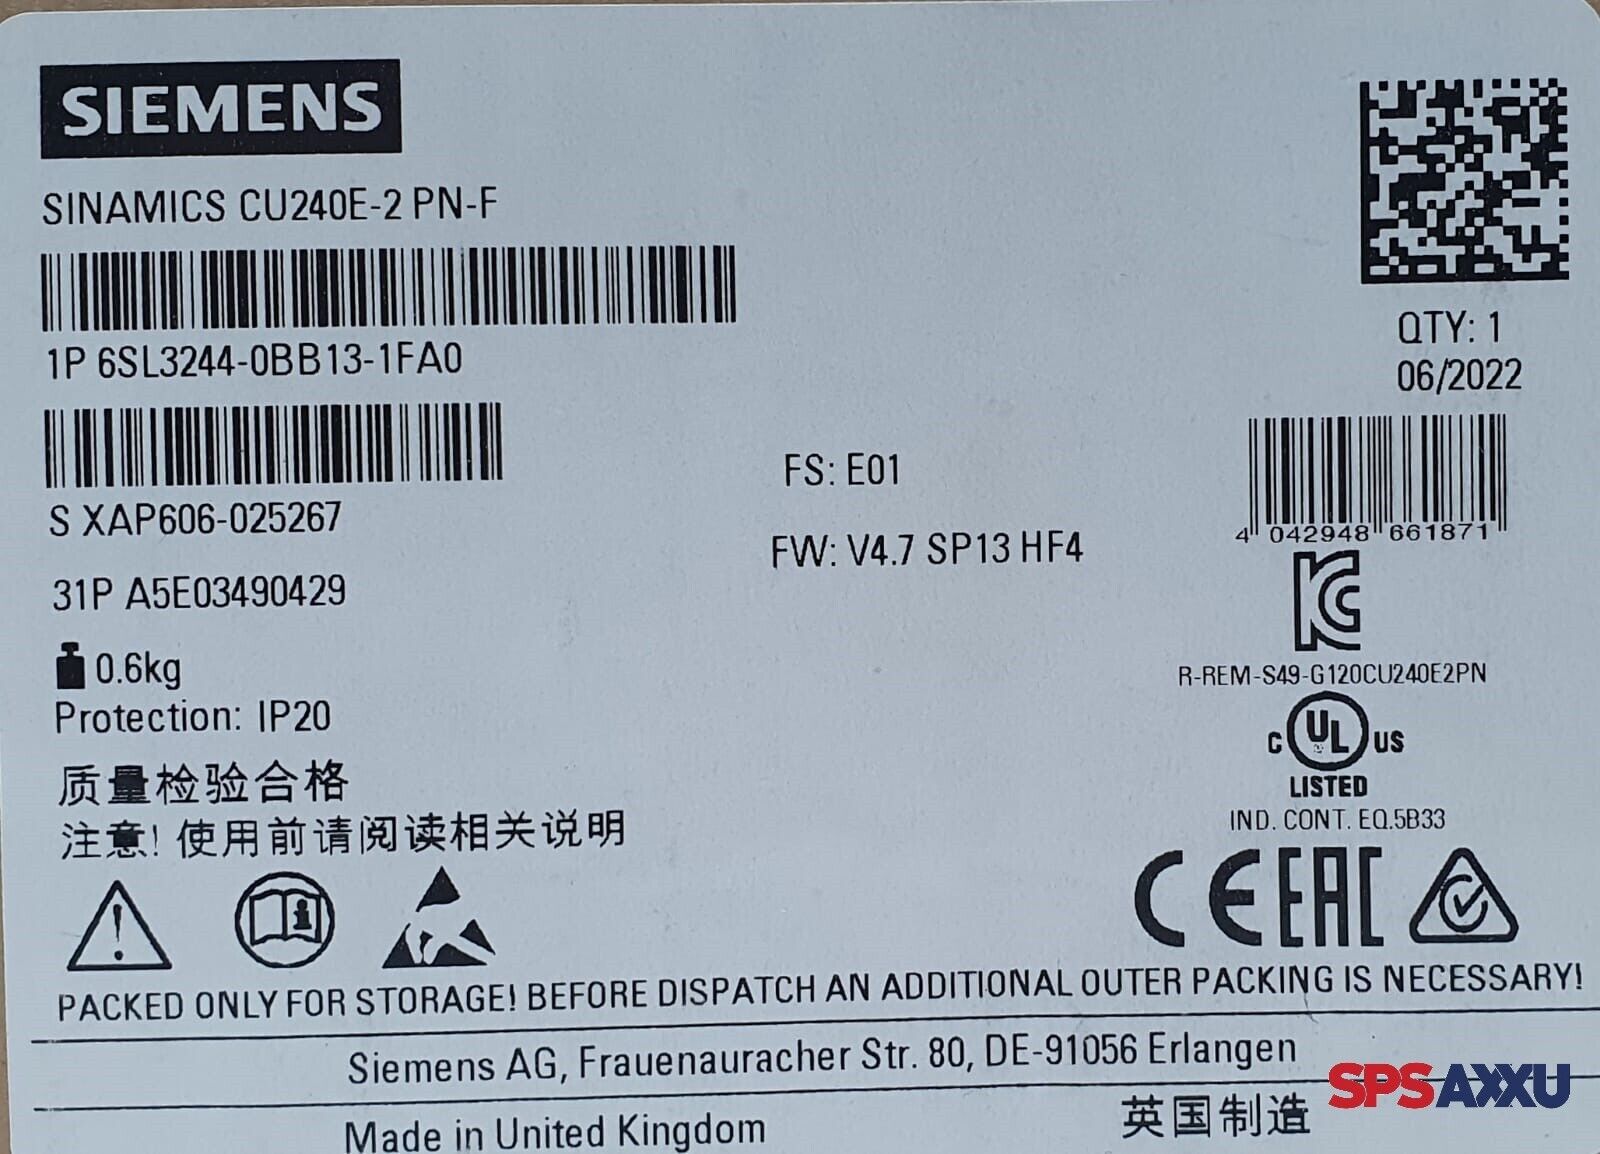 SIEMENS
SINAMICS CU240E-2 PN-F
1P 6SL3244-0BB13-1FA0
QTY: 1
06/2022
S XAP606-025267
FS: E01
FW: V4.7 SP13 HF4
4 042948 661871
31P A5E03490429
R-REM-S49-G120CU240E2PN
0.6kg
Protection: IP20
C UL US
LISTED
IND. CONT. EQ.5B33
质量检验合格
注意! 使用前请阅读相关说明
CE EAC
PACKED ONLY FOR STORAGE! BEFORE DISPATCH AN ADDITIONAL OUTER PACKING IS NECESSARY!
Siemens AG, Frauenauracher Str. 80, DE-91056 Erlangen
SPSAXXU
Made in United Kingdom
英国制造